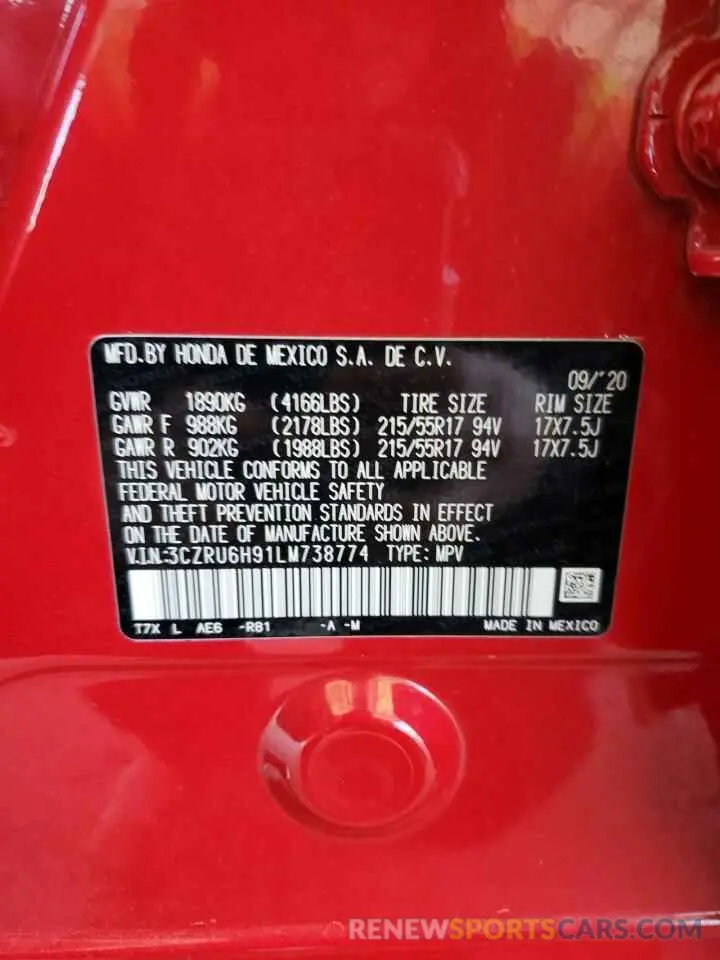 MFD.BY HONDA DE MEXICO S.A. DE C.V.
09/'20
GVWR 1890KG (4166LBS) TIRE SIZE RIM SIZE
GAWR F 988KG (2178LBS) 215/55R17 94V 17X7.5J
GAWR R 902KG (1988LBS) 215/55R17 94V 17X7.5J
THIS VEHICLE CONFORMS TO ALL APPLICABLE
FEDERAL MOTOR VEHICLE SAFETY
AND THEFT PREVENTION STANDARDS IN EFFECT
ON THE DATE OF MANUFACTURE SHOWN ABOVE.
V.I.N:3CZRU6H91LM738774 TYPE: MPV
T7X L AE6 -R81 -A -M MADE IN MEXICO
RENEWSPORTSCARS.COM